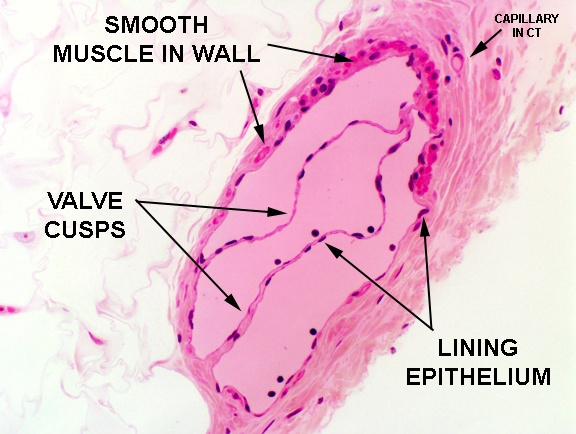 SMOOTH
MUSCLE IN WALL
CAPILLARY
IN CT
VALVE
CUSPS
LINING
EPITHELIUM